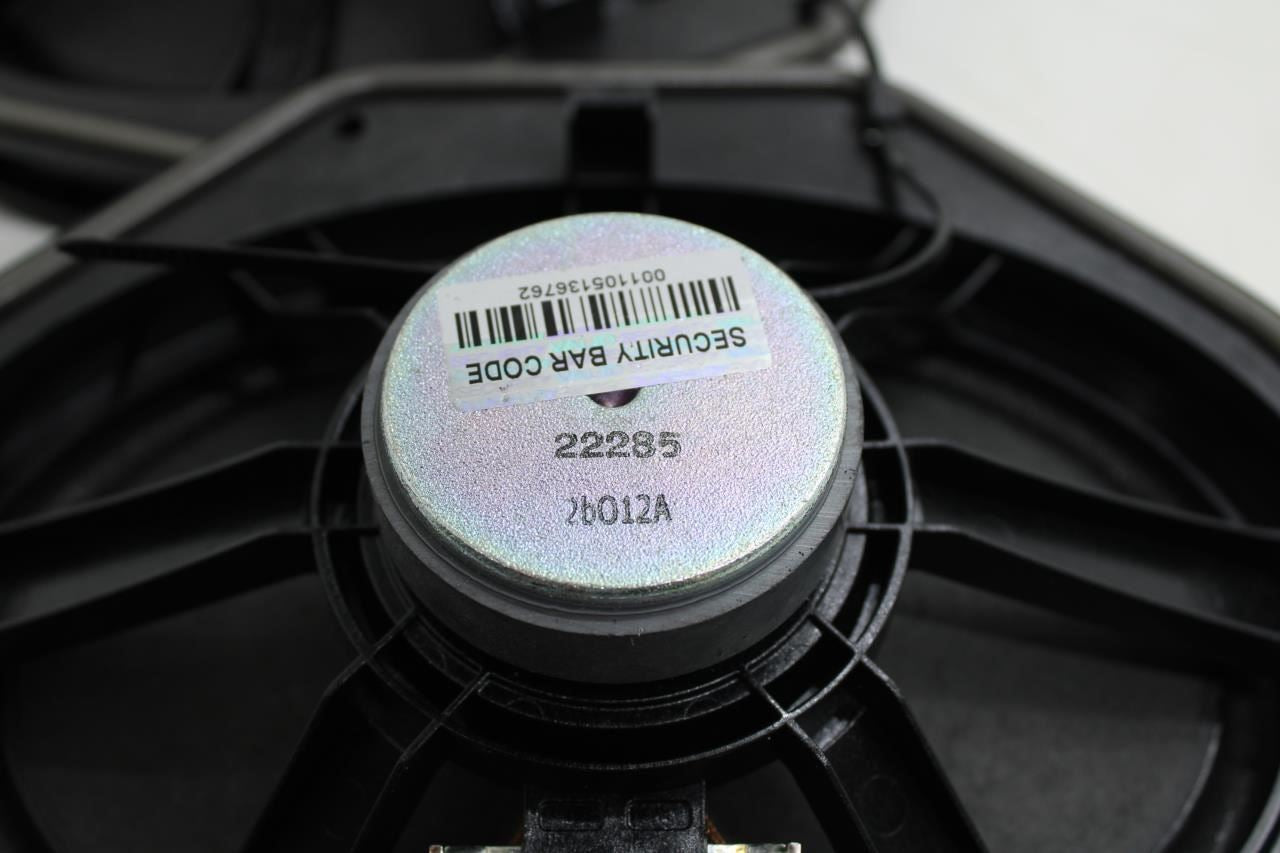 SECURITY BAR CODE
001105136762
22285
2b012A